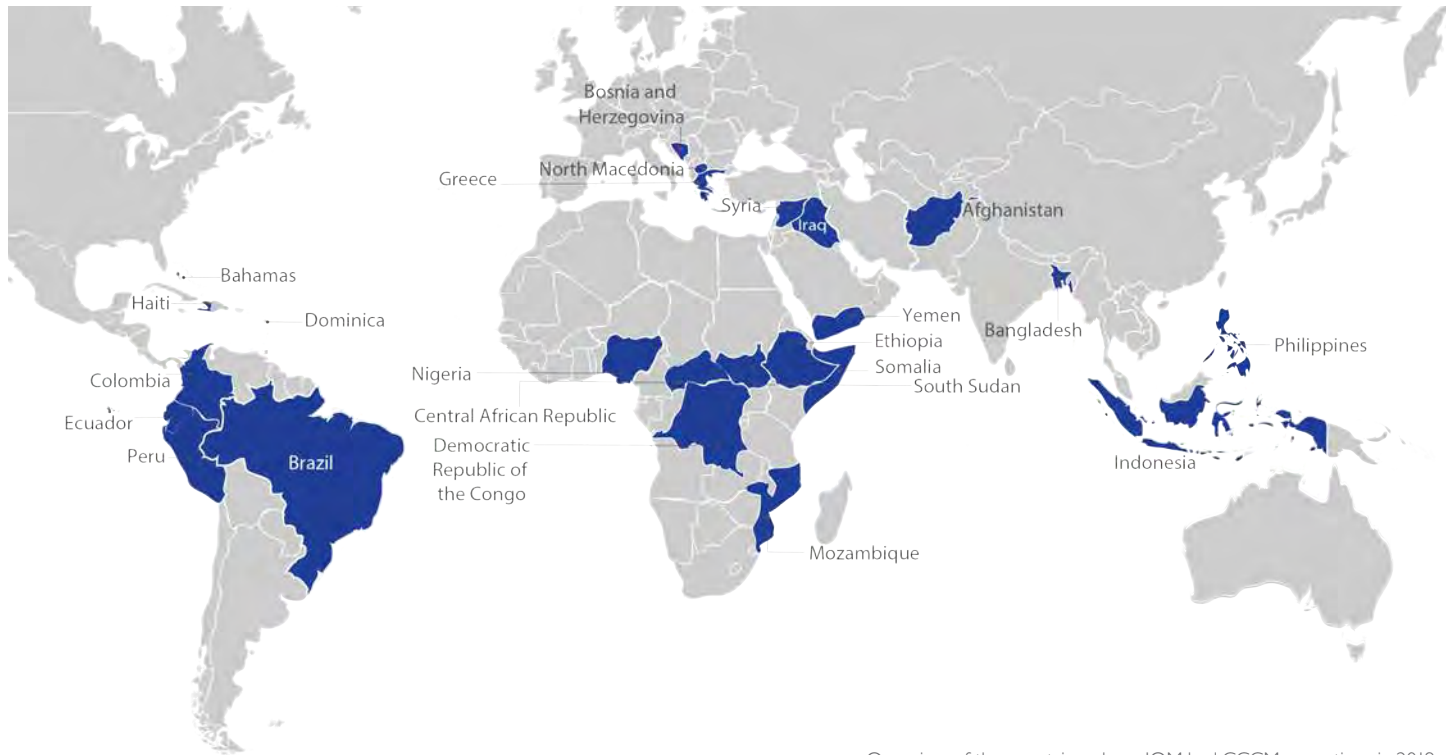 Bosnia and
Herzegovina
North Macedonia
Greece
Syria
Iraq
Afghanistan
Bahamas
Haiti
Dominica
Yemen
Ethiopia
Somalia
South Sudan
Bangladesh
Philippines
Colombia
Ecuador
Peru
Brazil
Nigeria
Central African Republic
Democratic
Republic of
the Congo
Indonesia
Mozambique